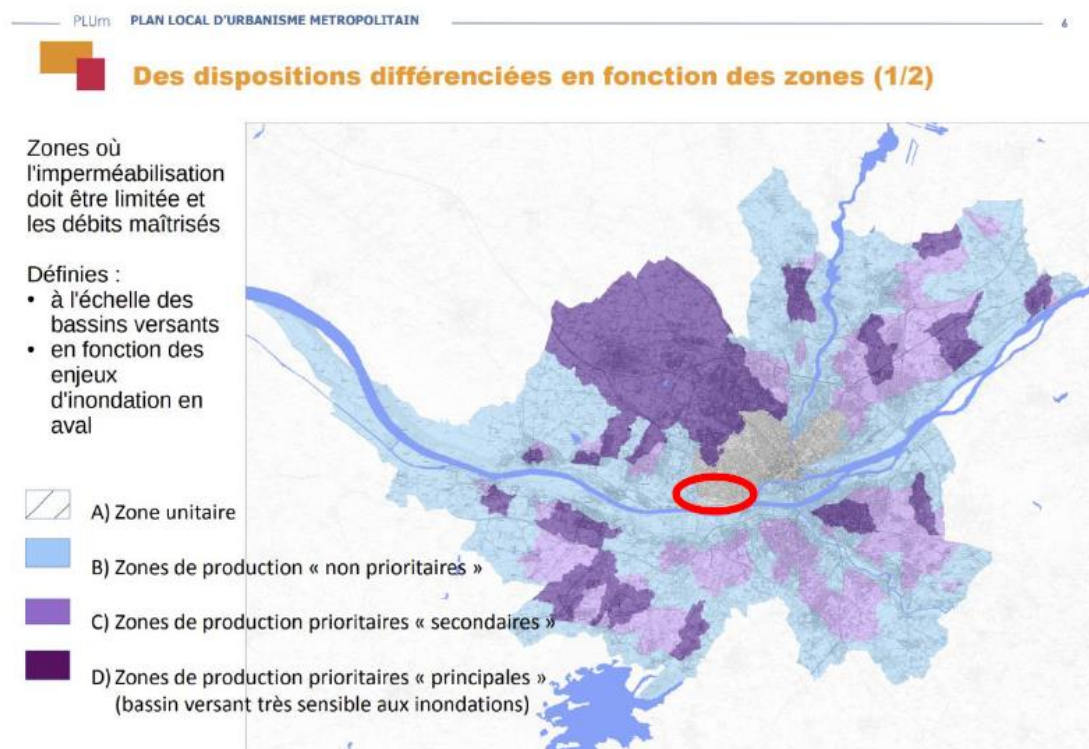 PLUm PLAN LOCAL D'URBANISME METROPOLITAIN 6
Des dispositions différenciées en fonction des zones (1/2)
Zones où
l'imperméabilisation
doit être limitée et
les débits maîtrisés
Définies :
• à l'échelle des
bassins versants
• en fonction des
enjeux
d'inondation en
aval
A) Zone unitaire
B) Zones de production « non prioritaires »
C) Zones de production prioritaires « secondaires »
D) Zones de production prioritaires « principales »
(bassin versant très sensible aux inondations)